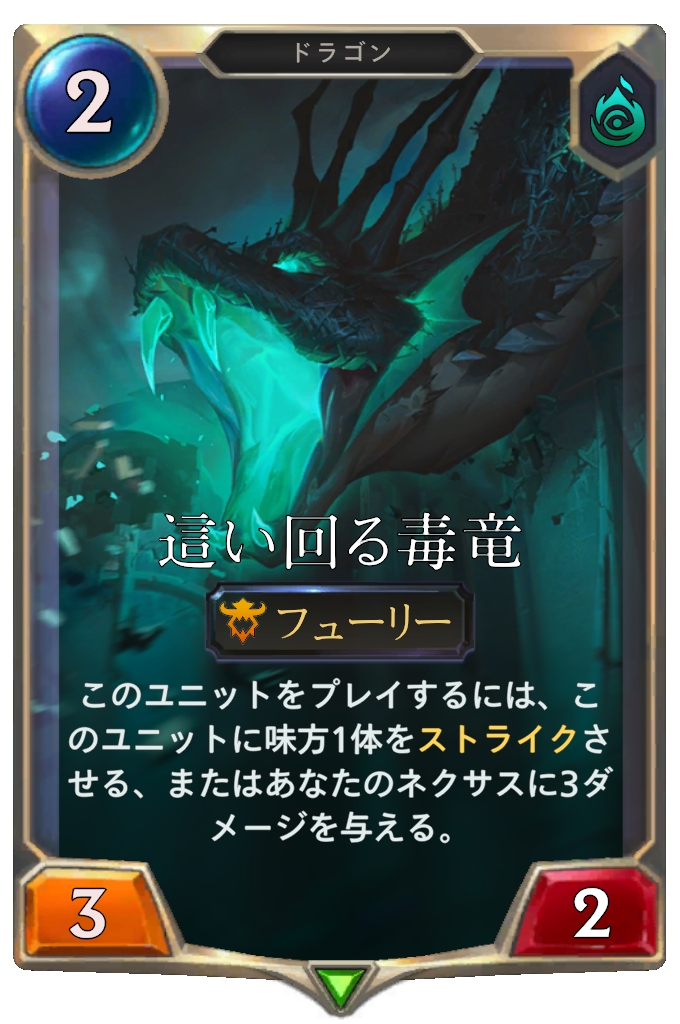 ドラゴン
2
這い回る毒竜
フューリー
このユニットをプレイするには、こ
のユニットに味方1体をストライクさ
せる、またはあなたのネクサスに3ダ
メージを与える。
3
2